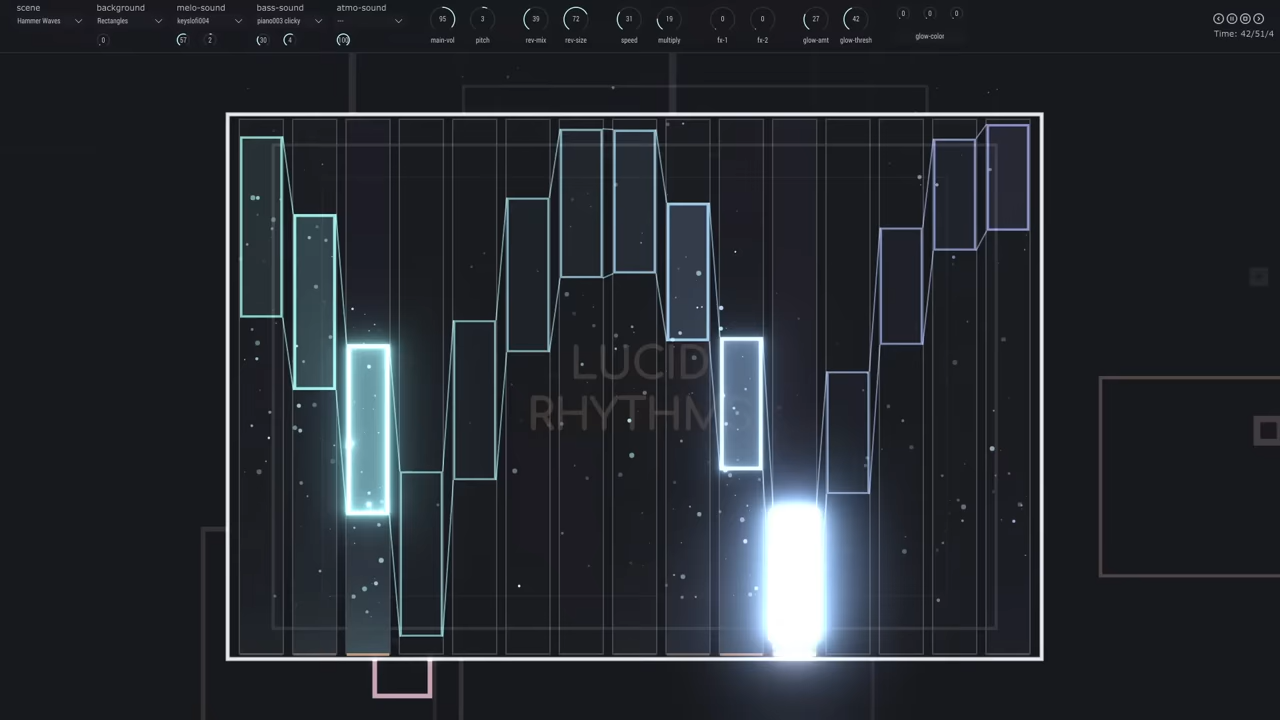 scene
Hammer Waves
background
Rectangles
0
melo-sound
keyslofi004
57 2
bass-sound
piano003 clicky
30 4
atmo-sound
---
100
95 3 39 72 31 19 0 0 27 42 0 0 0
main-vol pitch rev-mix rev-size speed multiply fx-1 fx-2 glow-amt glow-thresh glow-color
Time: 42/51/4
LUCID
RHYTHMS